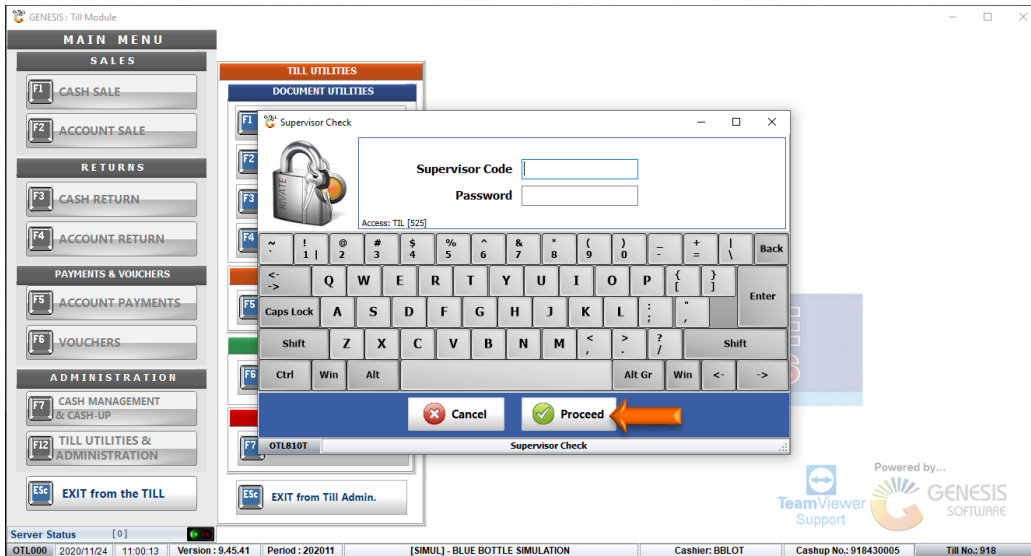 GENESIS : Till Module
MAIN MENU
SALES
F1 CASH SALE
F2 ACCOUNT SALE
RETURNS
F3 CASH RETURN
F4 ACCOUNT RETURN
PAYMENTS & VOUCHERS
F5 ACCOUNT PAYMENTS
F6 VOUCHERS
ADMINISTRATION
F7 CASH MANAGEMENT
& CASH-UP
F12 TILL UTILITIES &
ADMINISTRATION
ESC EXIT from the TILL
TILL UTILITIES
DOCUMENT UTILITIES
F1
F2
F3
F4
F5
F6
F7
ESC EXIT from Till Admin.
Supervisor Check
PRIVATE
Supervisor Code
Password
Access: TIL [525]
~ ` ! 1 | @ 2 # 3 $ 4 % 5 ^ 6 & 7 * 8 ( 9 ) 0 _ - + = | \ Back
<- -> Q W E R T Y U I O P { [ } ] Enter
Caps Lock A S D F G H J K L : ; " ,
Shift Z X C V B N M < , > . ? / Shift
Ctrl Win Alt Alt Gr Win <- ->
Cancel Proceed
OTL810T Supervisor Check
TeamViewer
Support
Powered by...
GENESIS
SOFTWARE
Server Status [0]
OTL000 2020/11/24 11:00:13 Version : 9.45.41 Period : 202011 [SIMUL] - BLUE BOTTLE SIMULATION Cashier: BBLOT Cashup No.: 918430005 Till No.: 918